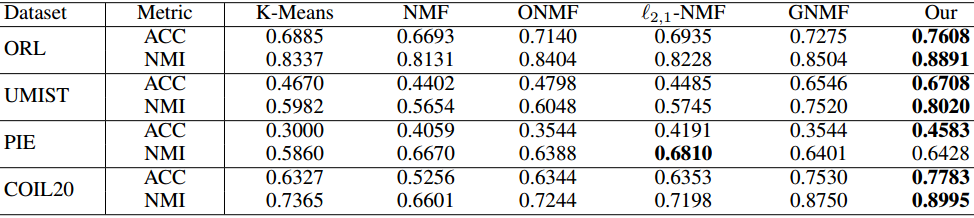 Dataset Metric K-Means NMF ONMF ℓ2,1-NMF GNMF Our
ORL ACC 0.6885 0.6693 0.7140 0.6935 0.7275 0.7608
NMI 0.8337 0.8131 0.8404 0.8228 0.8504 0.8891
UMIST ACC 0.4670 0.4402 0.4798 0.4485 0.6546 0.6708
NMI 0.5982 0.5654 0.6048 0.5745 0.7520 0.8020
PIE ACC 0.3000 0.4059 0.3544 0.4191 0.3544 0.4583
NMI 0.5860 0.6670 0.6388 0.6810 0.6401 0.6428
COIL20 ACC 0.6327 0.5256 0.6344 0.6353 0.7530 0.7783
NMI 0.7365 0.6601 0.7244 0.7198 0.8750 0.8995